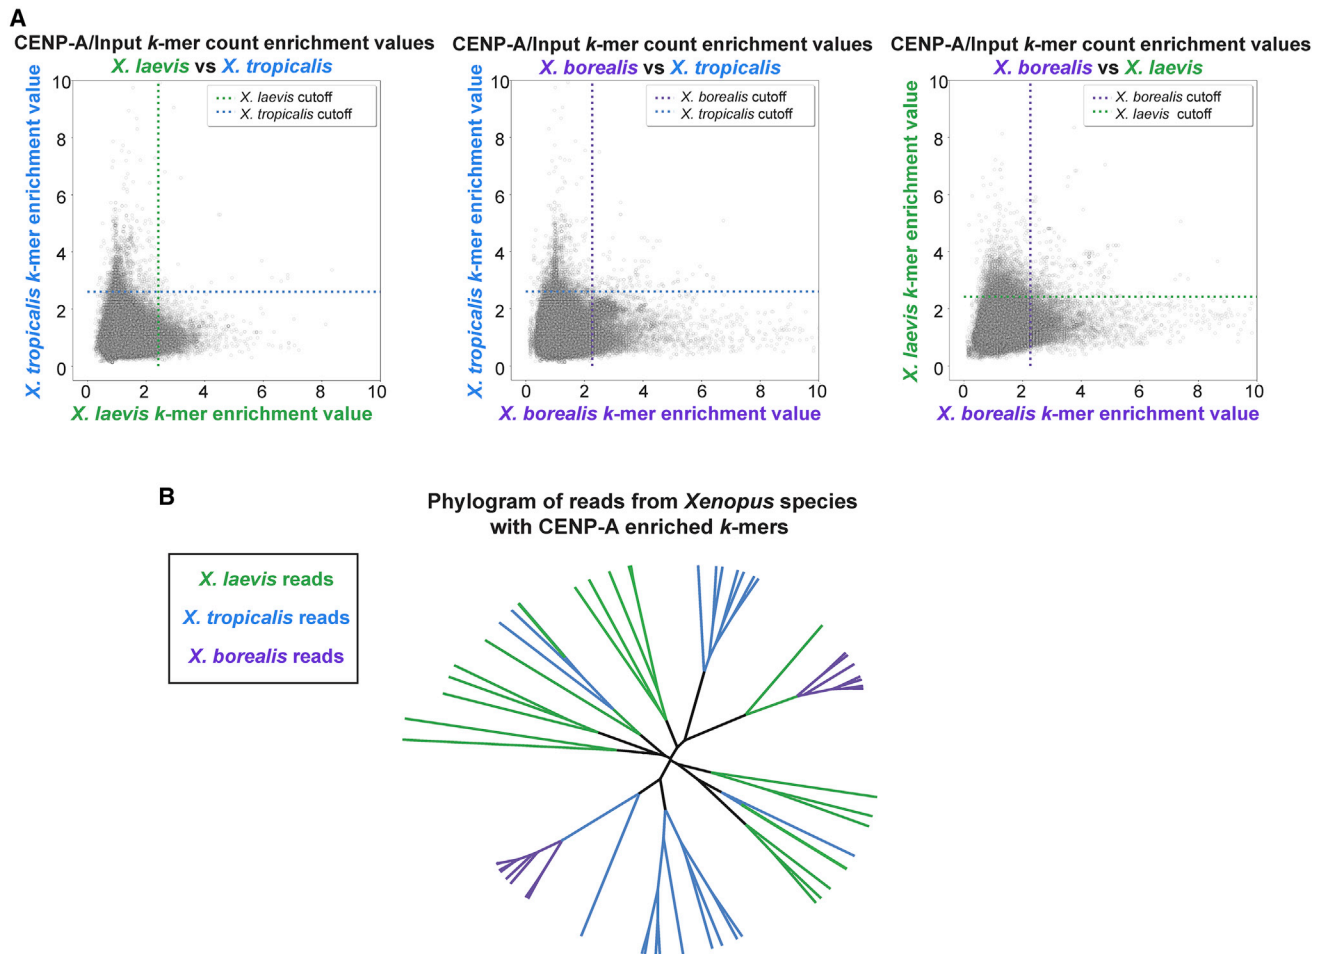 A
CENP-A/Input k-mer count enrichment values
X. laevis vs X. tropicalis
X. tropicalis k-mer enrichment value
10
8
6
4
2
0
X. laevis cutoff
X. tropicalis cutoff
0 2 4 6 8 10
X. laevis k-mer enrichment value
CENP-A/Input k-mer count enrichment values
X. borealis vs X. tropicalis
X. tropicalis k-mer enrichment value
10
8
6
4
2
0
X. borealis cutoff
X. tropicalis cutoff
0 2 4 6 8 10
X. borealis k-mer enrichment value
CENP-A/Input k-mer count enrichment values
X. borealis vs X. laevis
X. laevis k-mer enrichment value
10
8
6
4
2
0
X. borealis cutoff
X. laevis cutoff
0 2 4 6 8 10
X. borealis k-mer enrichment value
B
Phylogram of reads from Xenopus species
with CENP-A enriched k-mers
X. laevis reads
X. tropicalis reads
X. borealis reads